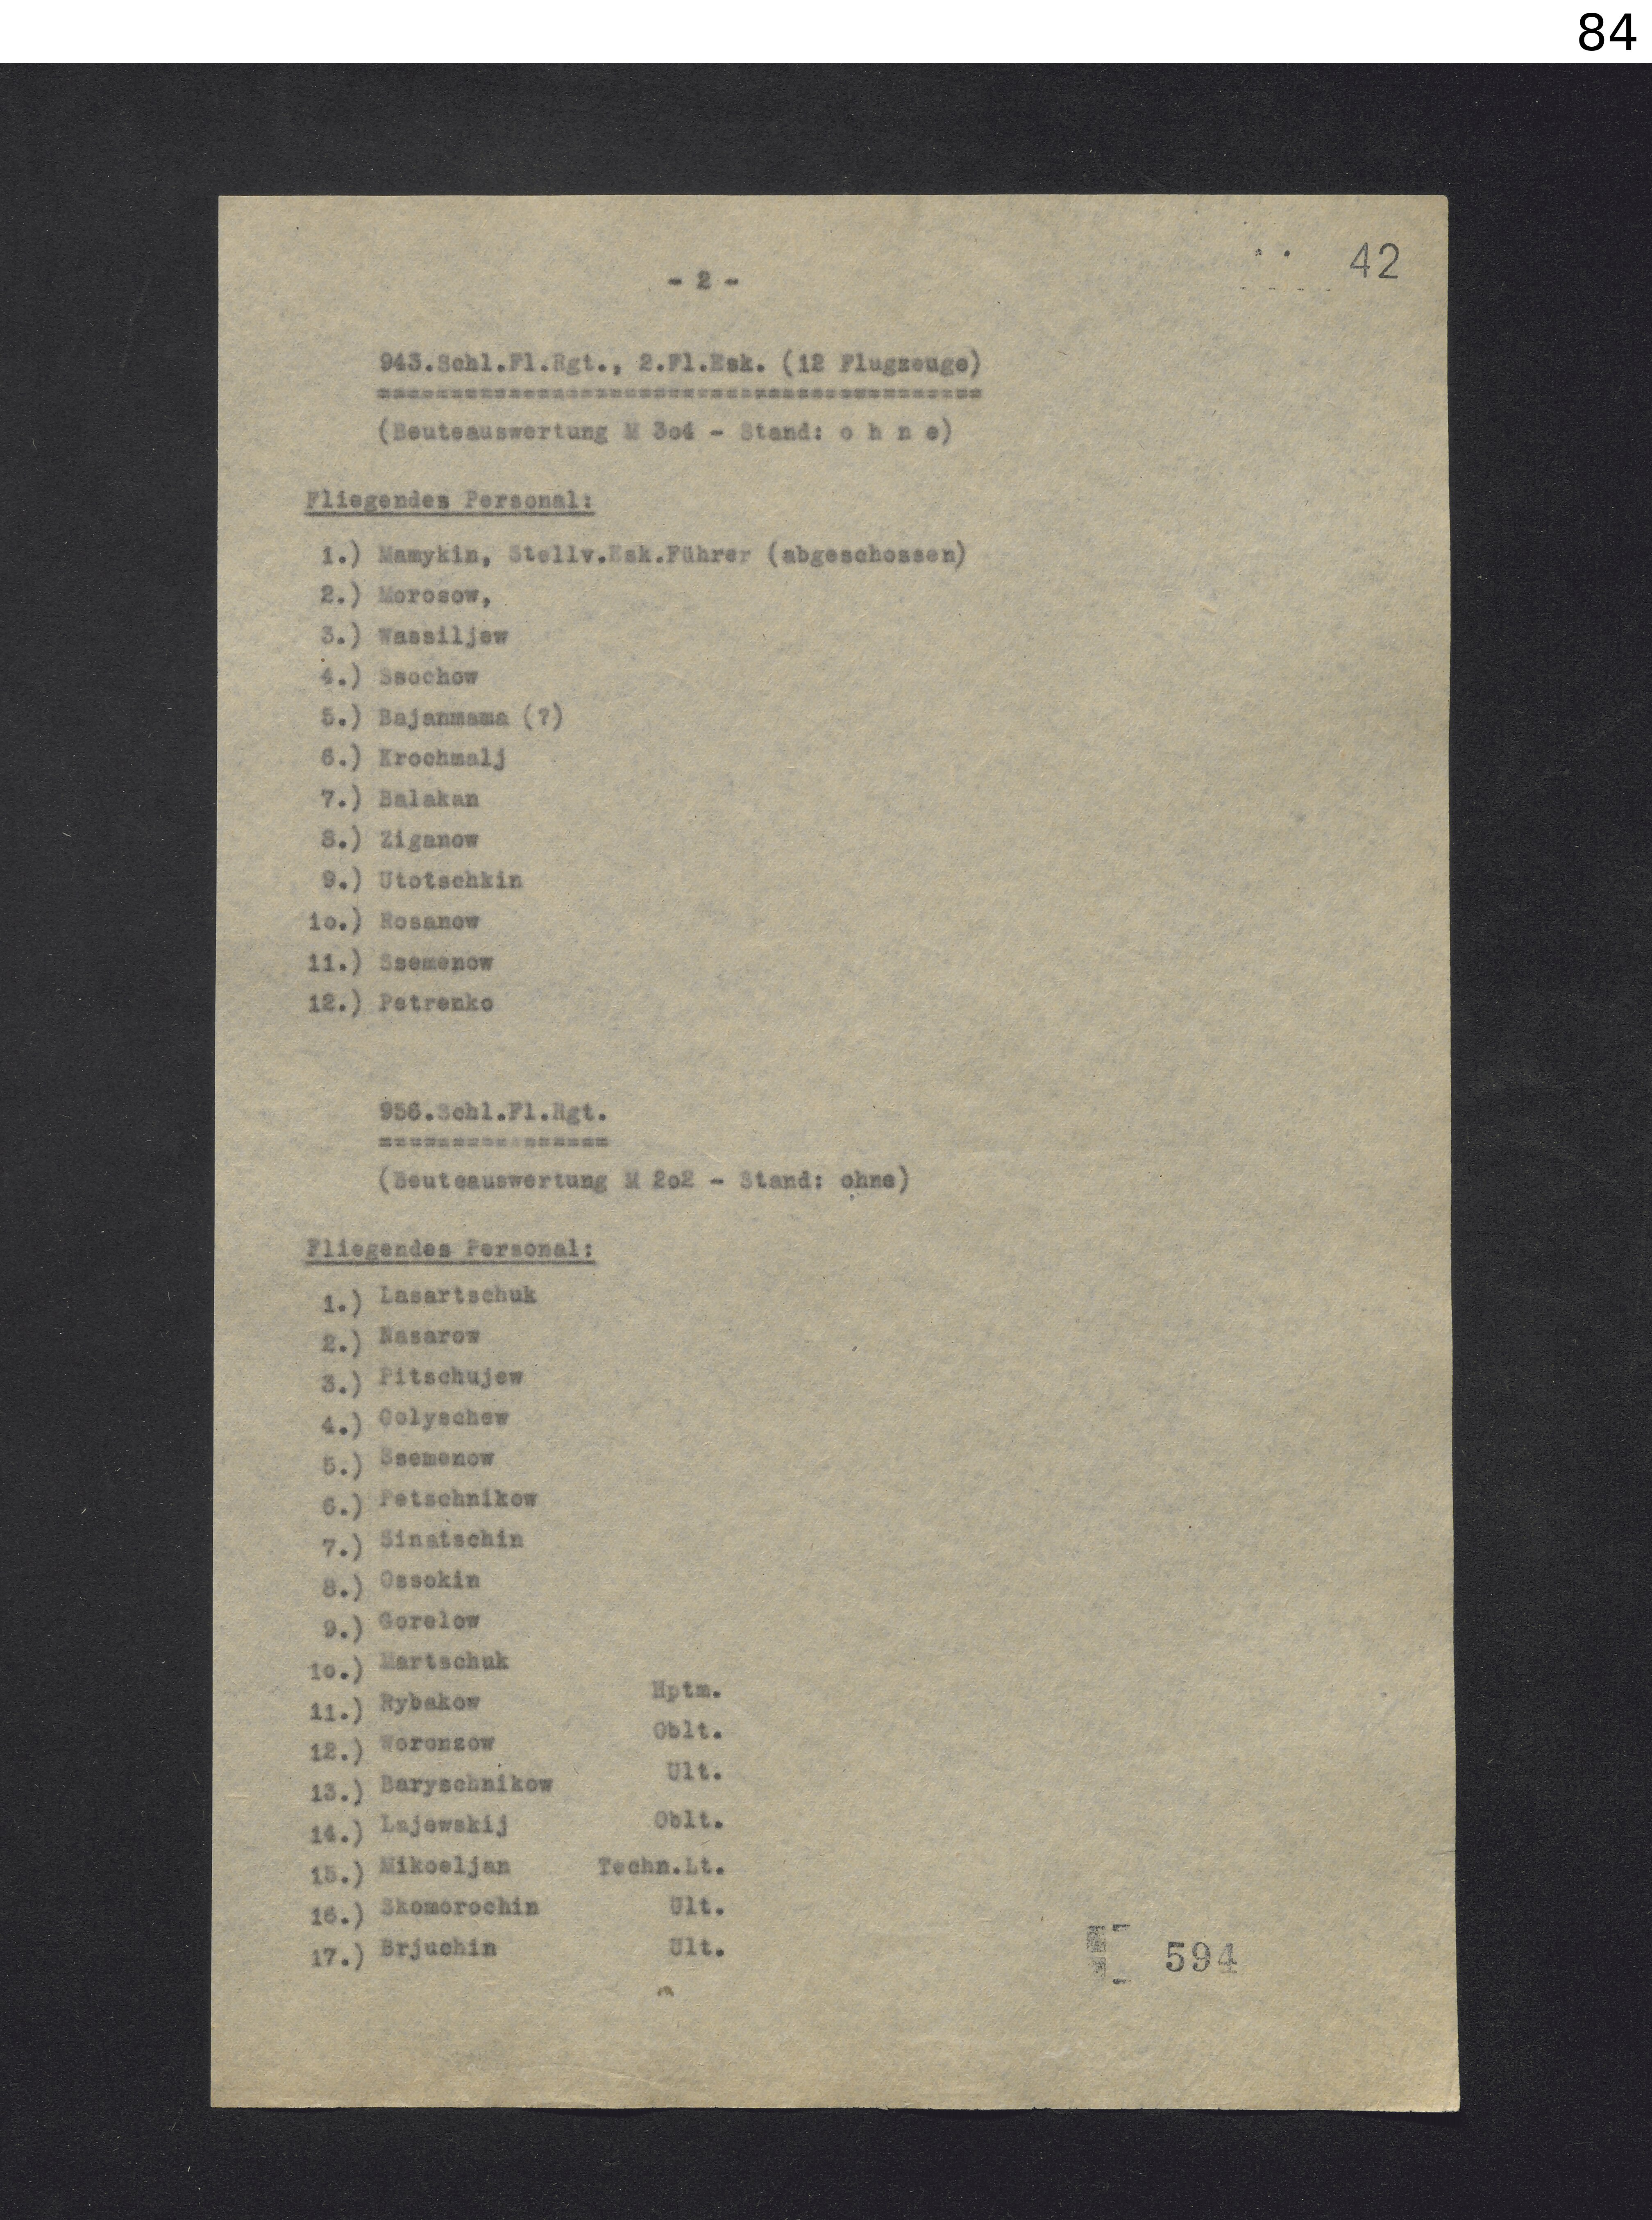 84
42
- 2 -
943.Schl.Fl.Rgt., 2.Fl.Esk. (12 Flugzeuge)
==========================================
(Beuteauswertung M 3o4 - Stand: o h n e)
Fliegendes Personal:
1.) Mamykin, Stellv.Esk.Führer (abgeschossen)
2.) Morosow,
3.) Wassiljew
4.) Ssochow
5.) Bajanmama (?)
6.) Krochmalj
7.) Balakan
8.) Ziganow
9.) Utotschkin
1o.) Rosanow
11.) Ssemenow
12.) Petrenko
956.Schl.Fl.Rgt.
================
(Beuteauswertung M 2o2 - Stand: ohne)
Fliegendes Personal:
1.) Lasartschuk
2.) Nasarow
3.) Pitschujew
4.) Golyschew
5.) Ssemenow
6.) Petschnikow
7.) Sinatschin
8.) Ossokin
9.) Gorelow
1o.) Martschuk
11.) Rybakow Hptm.
12.) Woronzow Oblt.
13.) Baryschnikow Ult.
14.) Lajewskij Oblt.
15.) Mikoeljan Techn.Lt.
16.) Skomorochin Ult.
17.) Brjuchin Ult.
594